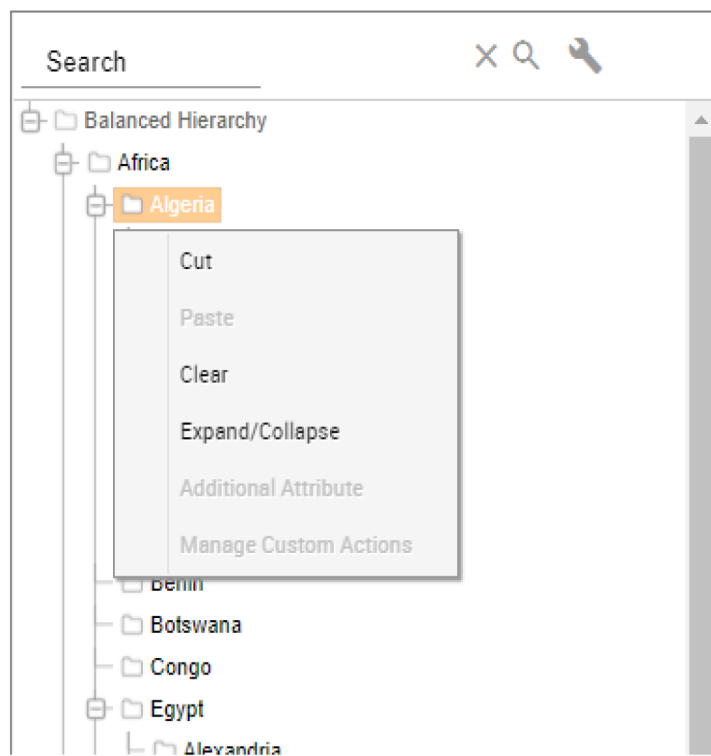 Search
Balanced Hierarchy
Africa
Algeria
Cut
Paste
Clear
Expand/Collapse
Additional Attribute
Manage Custom Actions
Benin
Botswana
Congo
Egypt
Alexandria